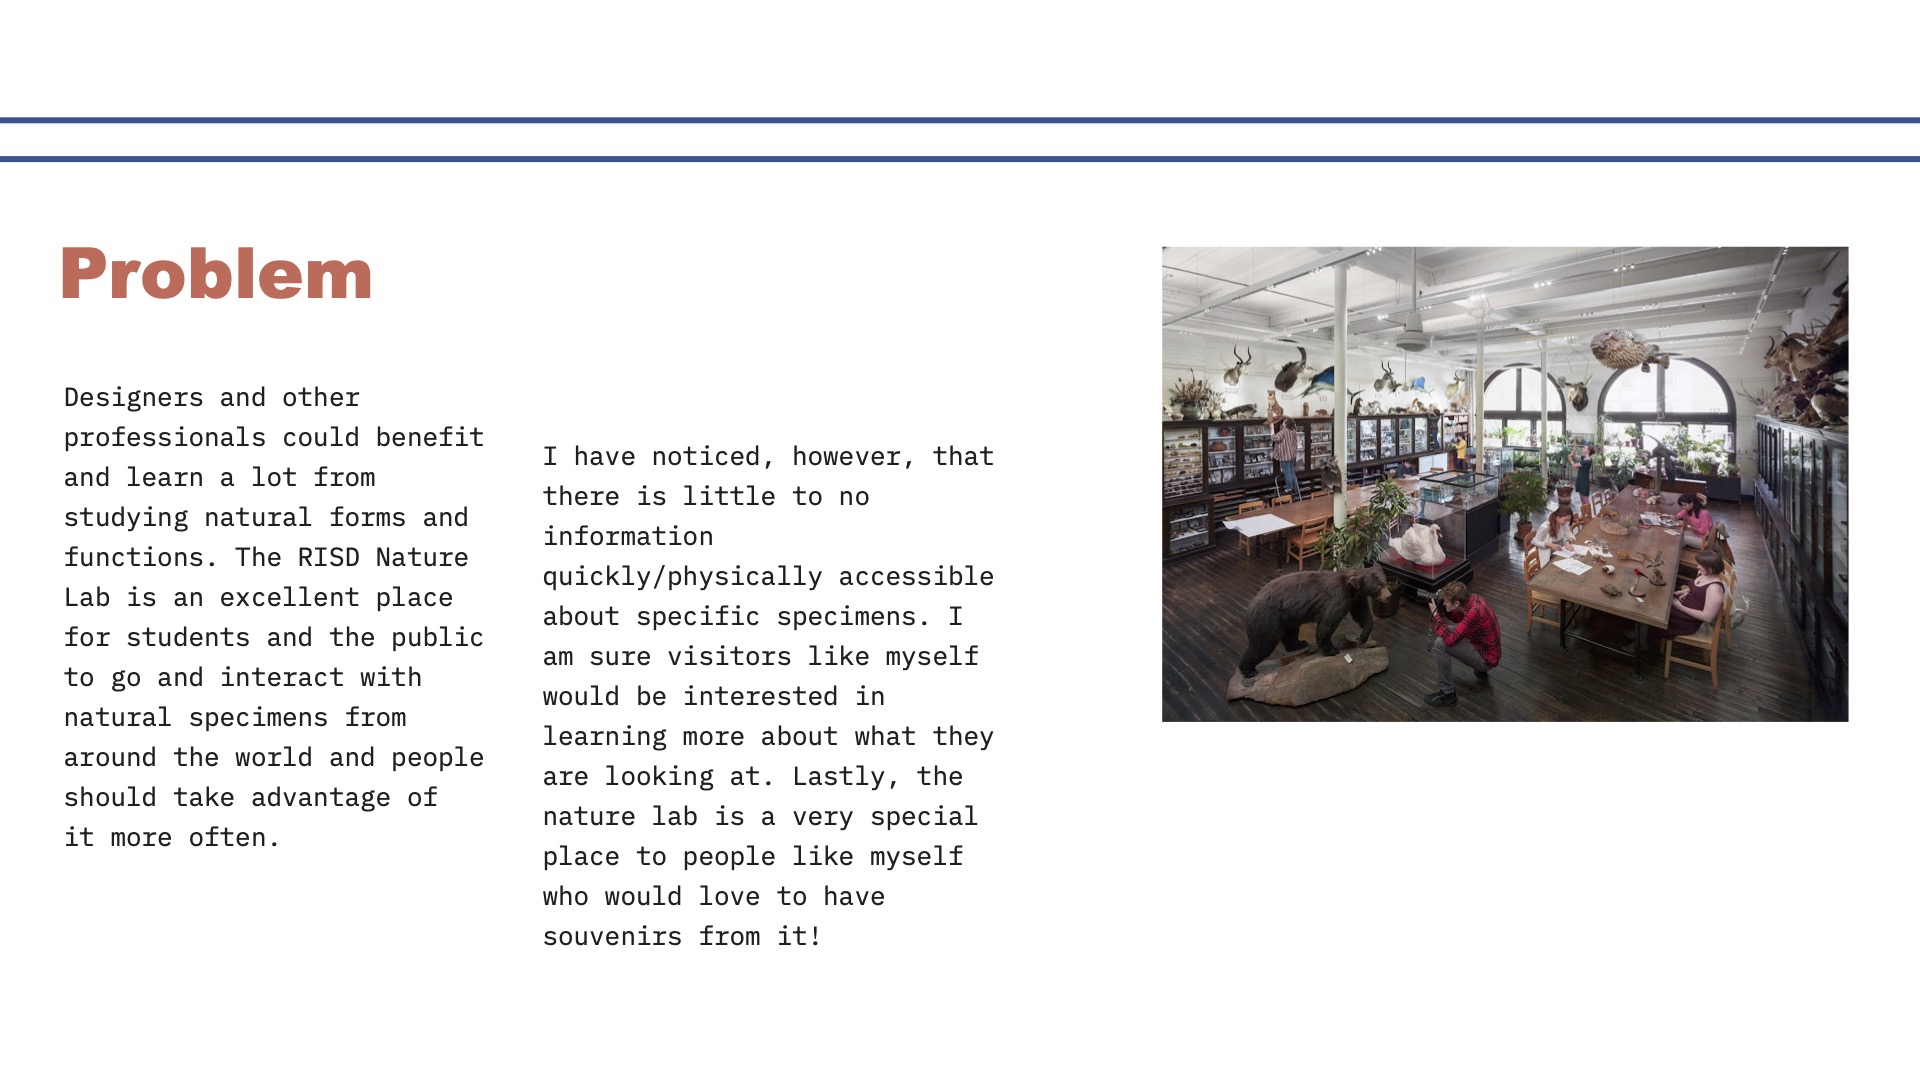 Problem
Designers and other
professionals could benefit
and learn a lot from
studying natural forms and
functions. The RISD Nature
Lab is an excellent place
for students and the public
to go and interact with
natural specimens from
around the world and people
should take advantage of
it more often.
I have noticed, however, that
there is little to no
information
quickly/physically accessible
about specific specimens. I
am sure visitors like myself
would be interested in
learning more about what they
are looking at. Lastly, the
nature lab is a very special
place to people like myself
who would love to have
souvenirs from it!